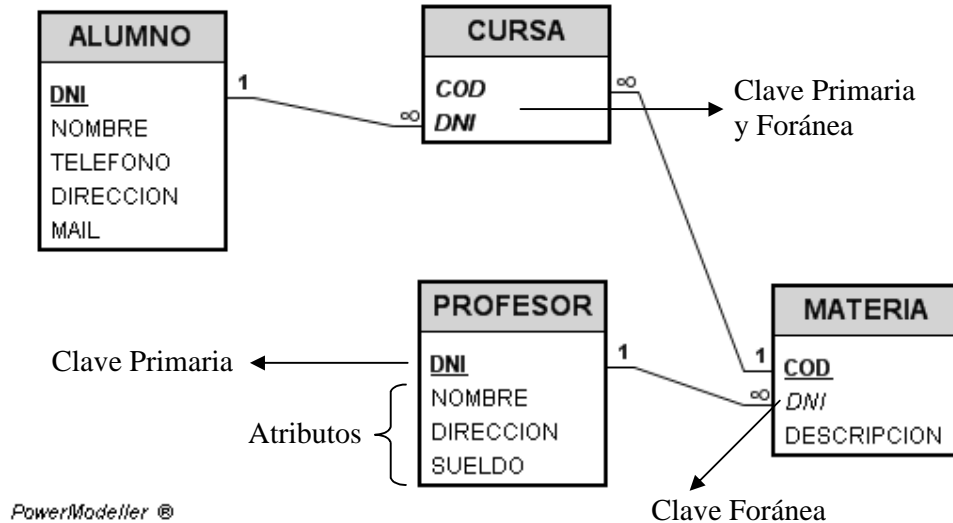 ALUMNO
DNI
NOMBRE
TELEFONO
DIRECCION
MAIL
1
∞
CURSA
COD
DNI
∞
Clave Primaria
y Foránea
PROFESOR
DNI
NOMBRE
DIRECCION
SUELDO
Clave Primaria
Atributos
1
∞
1
MATERIA
COD
DNI
DESCRIPCION
Clave Foránea
PowerModeller ®